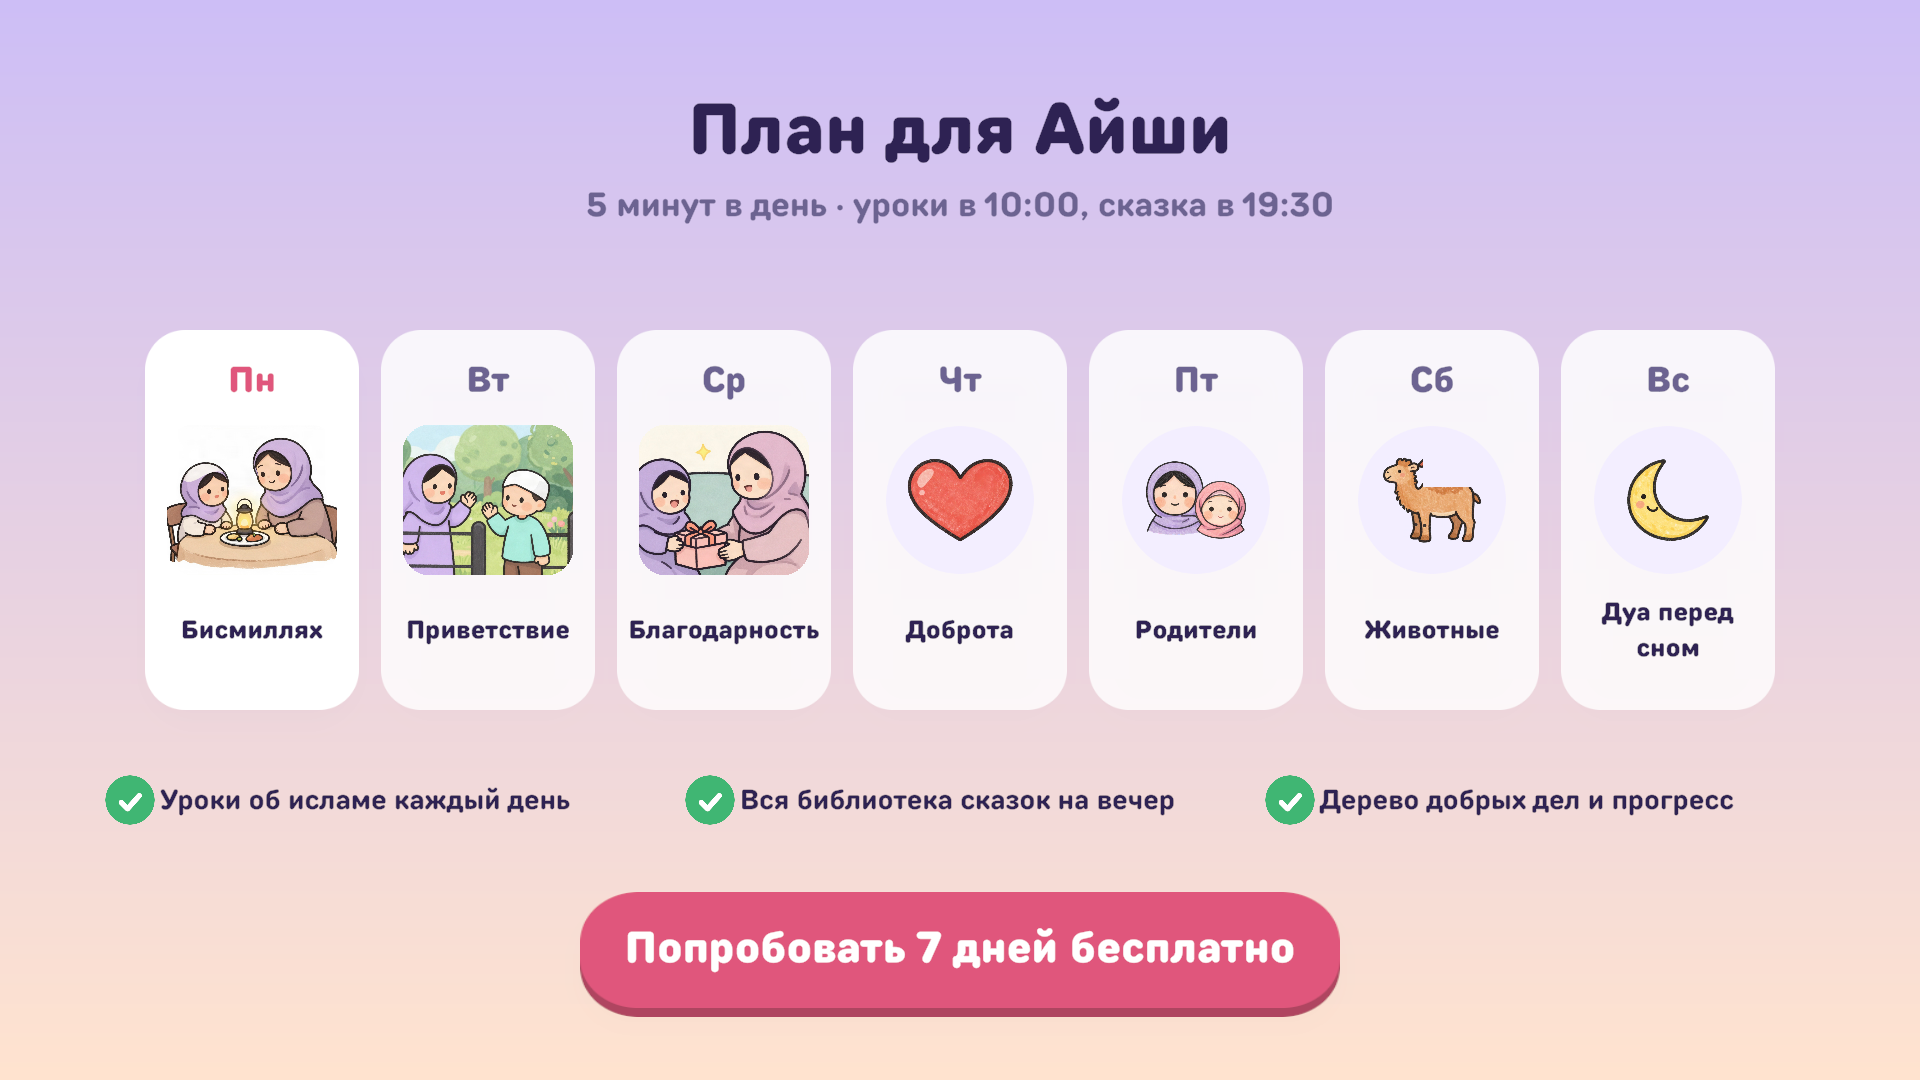 План для Айши
5 минут в день · уроки в 10:00, сказка в 19:30
Пн
Вт
Ср
Чт
Пт
Сб
Вс
Бисмиллях
Приветствие
Благодарность
Доброта
Родители
Животные
Дуа перед
сном
Уроки об исламе каждый день
Вся библиотека сказок на вечер
Дерево добрых дел и прогресс
Попробовать 7 дней бесплатно